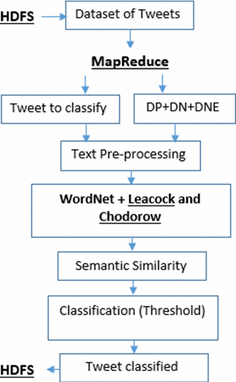 HDFS
Dataset of Tweets
MapReduce
Tweet to classify
DP+DN+DNE
Text Pre-processing
WordNet + Leacock and
Chodorow
Semantic Similarity
Classification (Threshold)
HDFS
Tweet classified